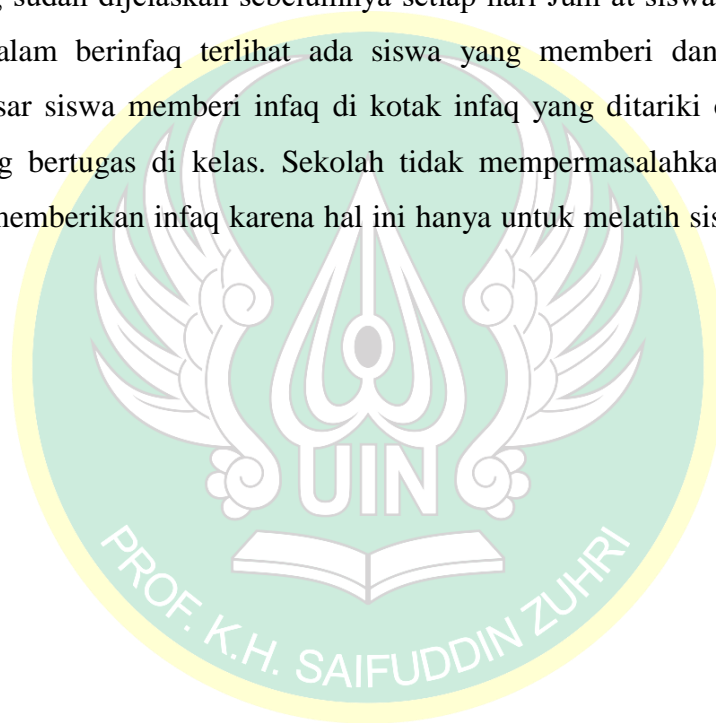 sudah dijelaskan sebelumnya setiap hari Jum'at siswa
alam berinfaq terlihat ada siswa yang memberi dan
sar siswa memberi infaq di kotak infaq yang ditariki
g bertugas di kelas. Sekolah tidak mempermasalahka
memberikan infaq karena hal ini hanya untuk melatih sis
UIN
PROF. K.H. SAIFUDDIN ZUHRI